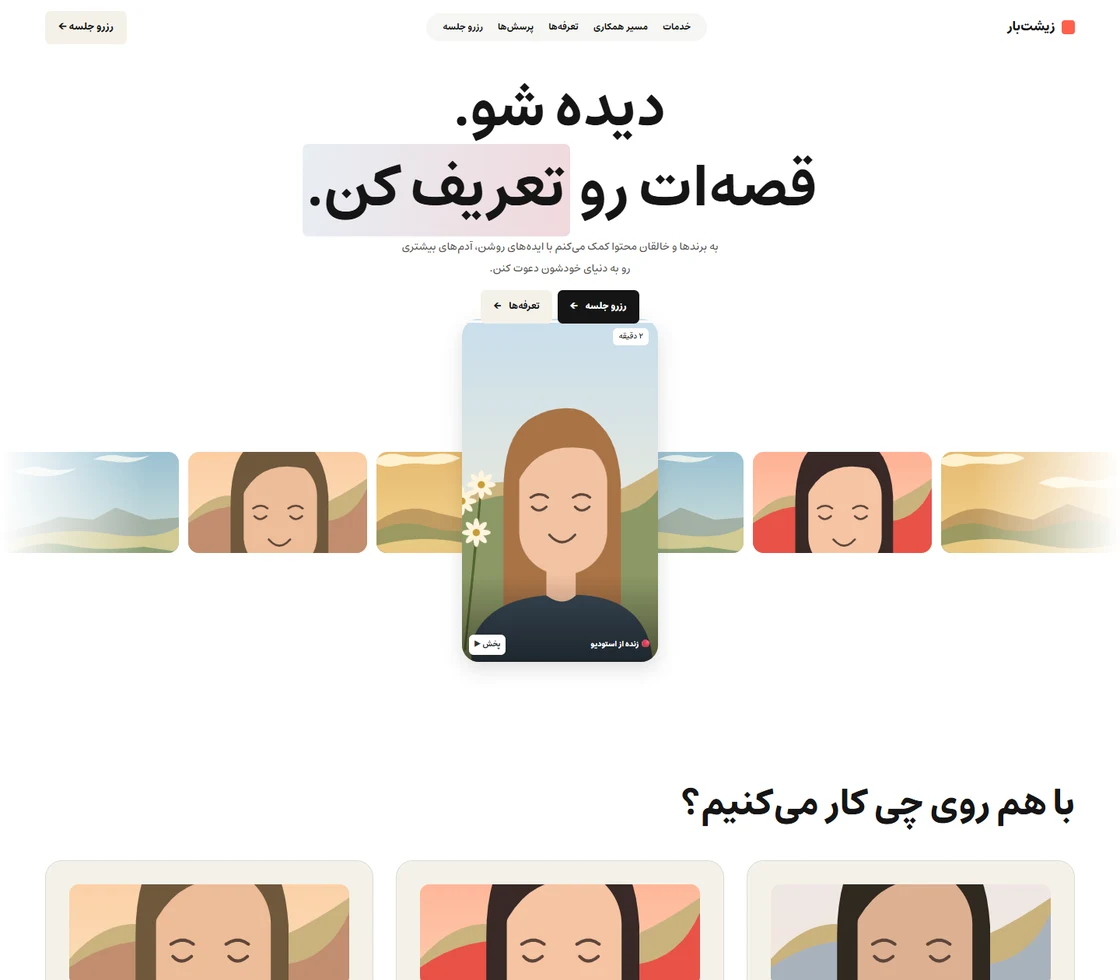 زیشت‌بار
خدمات
مسیر همکاری
تعرفه‌ها
پرسش‌ها
رزرو جلسه
رزرو جلسه ←
دیده شو.
قصه‌ات رو تعریف کن.
به برندها و خالقان محتوا کمک می‌کنم با ایده‌های روشن، آدم‌های بیشتری
رو به دنیای خودشون دعوت کنن.
رزرو جلسه ←
تعرفه‌ها ←
۲ دقیقه
زنده از استودیو
پخش ▶
با هم روی چی کار می‌کنیم؟